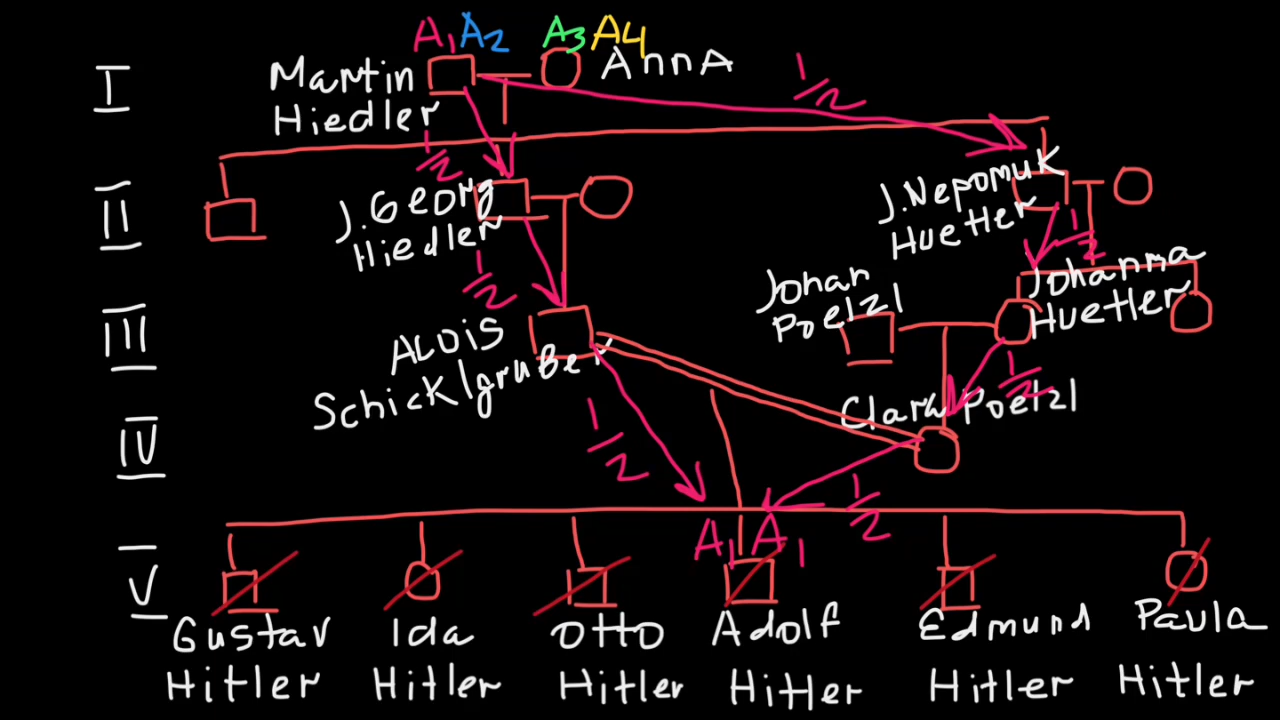 A1 A2 A3 A4
I
Martin Hiedler
AnnA
1/2
1/2
II
J. GEOrg Hiedler
J. Nepomuk Huetler
1/2
1/2
III
ALOis Schicklgruber
Johan Poelzl
Johanna Huetler
1/2
IV
Clara Poelzl
1/2
1/2
A1 A1
V
Gustav Hitler
Ida Hitler
OttO Hitler
Adolf Hitler
Edmund Hitler
Paula Hitler